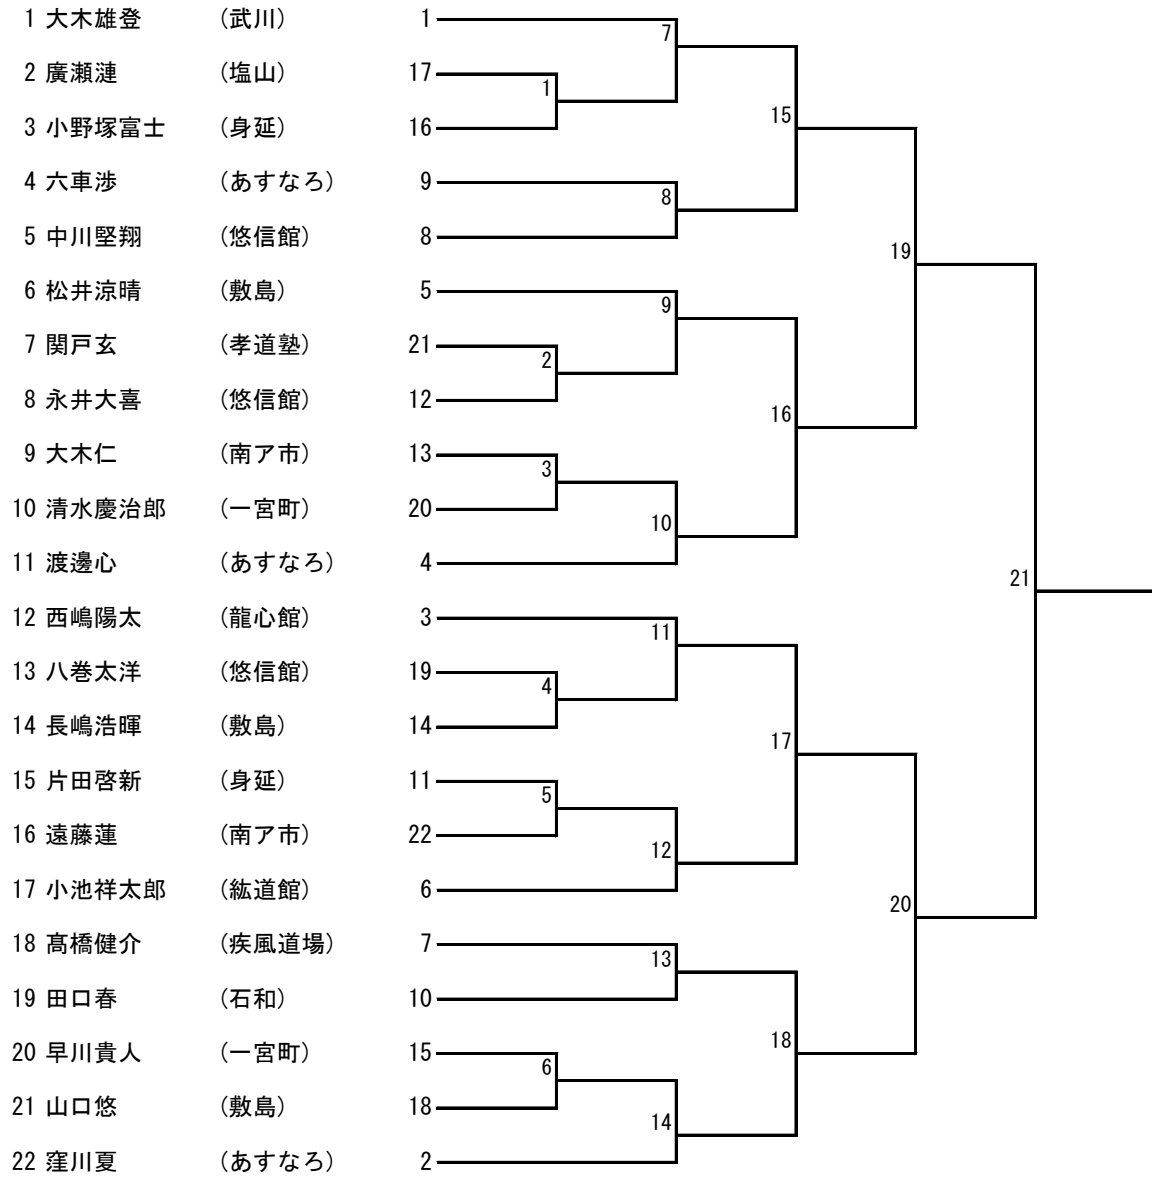 1 大木雄登 (武川) 1
7
2 廣瀬漣 (塩山) 17
1
15
3 小野塚富士 (身延) 16
4 六車渉 (あすなろ) 9
8
5 中川堅翔 (悠信館) 8
19
6 松井涼晴 (敷島) 5
9
7 関戸玄 (孝道塾) 21
2
8 永井大喜 (悠信館) 12
16
9 大木仁 (南ア市) 13
3
10 清水慶治郎 (一宮町) 20
10
11 渡邊心 (あすなろ) 4
21
12 西嶋陽太 (龍心館) 3
11
13 八巻太洋 (悠信館) 19
4
14 長嶋浩暉 (敷島) 14
17
15 片田啓新 (身延) 11
5
16 遠藤蓮 (南ア市) 22
12
17 小池祥太郎 (紘道館) 6
20
18 髙橋健介 (疾風道場) 7
13
19 田口春 (石和) 10
18
20 早川貴人 (一宮町) 15
6
21 山口悠 (敷島) 18
14
22 窪川夏 (あすなろ) 2